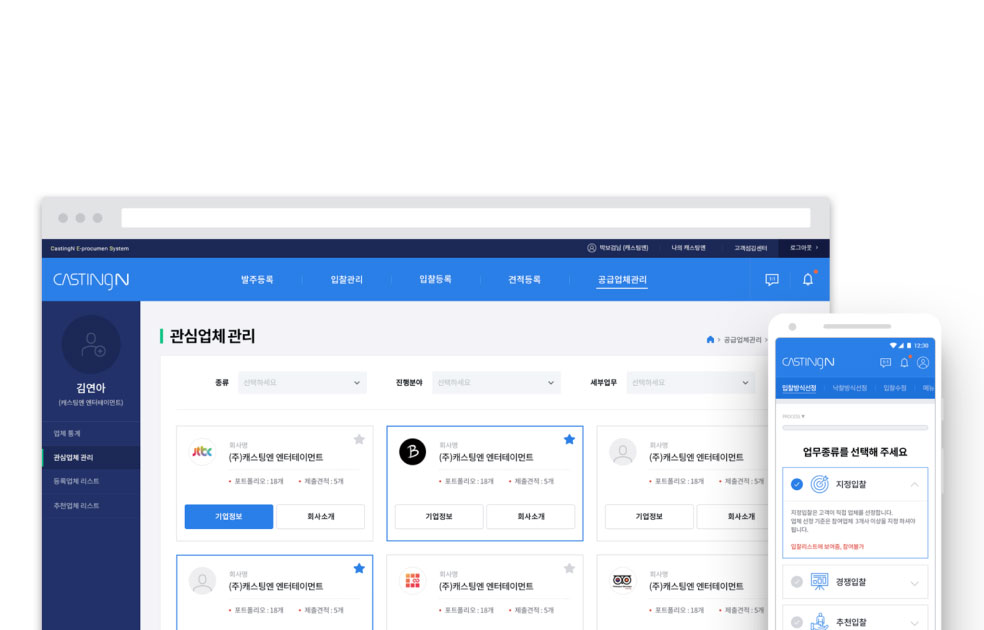 CastingN E-procumen System
박보검님 (캐스팅엔)
나의 캐스팅엔
고객섬김센터
로그아웃 ›
CASTINGN
발주등록
입찰관리
입찰등록
견적등록
공급업체관리
김연아
(캐스팅엔 엔터테이먼트)
업체 통계
관심업체 관리
등록업체 리스트
추천업체 리스트
관심업체 관리
› 공급업체관리 ›
종류
선택하세요
진행분야
선택하세요
세부업무
선택하세요
jtbc
회사명
(주)캐스팅엔 엔터테이먼트
• 포트폴리오 : 18개
• 제출견적 : 5개
기업정보
회사소개
B
회사명
(주)캐스팅엔 엔터테이먼트
• 포트폴리오 : 18개
• 제출견적 : 5개
기업정보
회사소개
회사명
(주)캐스팅엔 엔터테이먼트
• 포트폴리오 : 18개
• 제출견적 : 5개
기업정보
회사소개
회사명
(주)캐스팅엔 엔터테이먼트
• 포트폴리오 : 18개
• 제출견적 : 5개
회사명
(주)캐스팅엔 엔터테이먼트
• 포트폴리오 : 18개
• 제출견적 : 5개
회사명
(주)캐스팅엔 엔터테이먼트
• 포트폴리오 : 18개
• 제출견적 : 5개
12:30
CASTINGN
입찰방식선정
낙찰방식선정
입찰수정
메뉴
업무종류를 선택해 주세요
지정입찰
지정입찰은 고객이 직접 업체를 선정합니다.
업체 선정 기준은 참여업체 3개사 이상을 지정 하셔야
됩니다.
입찰리스트에 보여줌, 참여불가
경쟁입찰
추천입찰